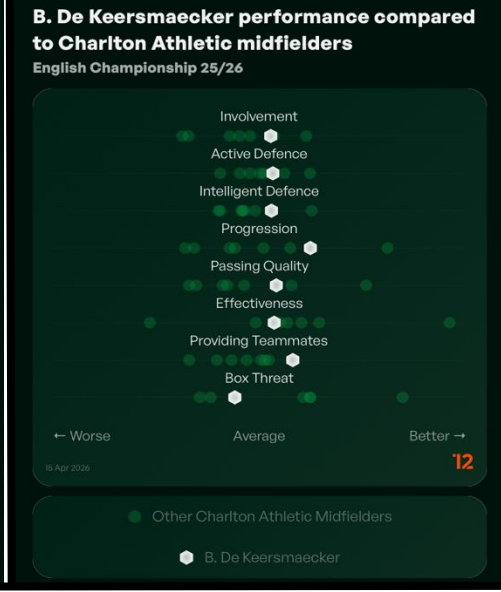 B. De Keersmaecker performance compared
to Charlton Athletic midfielders
English Championship 25/26
Involvement
Active Defence
Intelligent Defence
Progression
Passing Quality
Effectiveness
Providing Teammates
Box Threat
← Worse
Average
Better →
15 Apr 2026
'12
Other Charlton Athletic Midfielders
B. De Keersmaecker